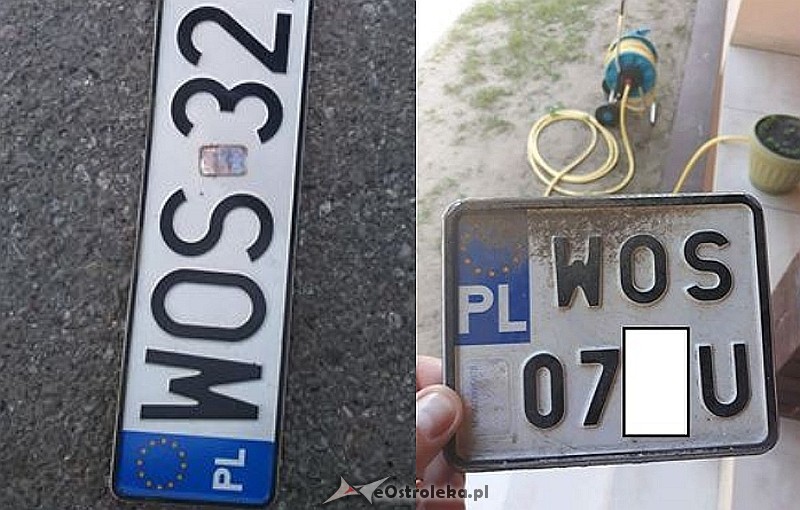 PL WOS 32
PL
WOS
07 U
eOstroleka.pl